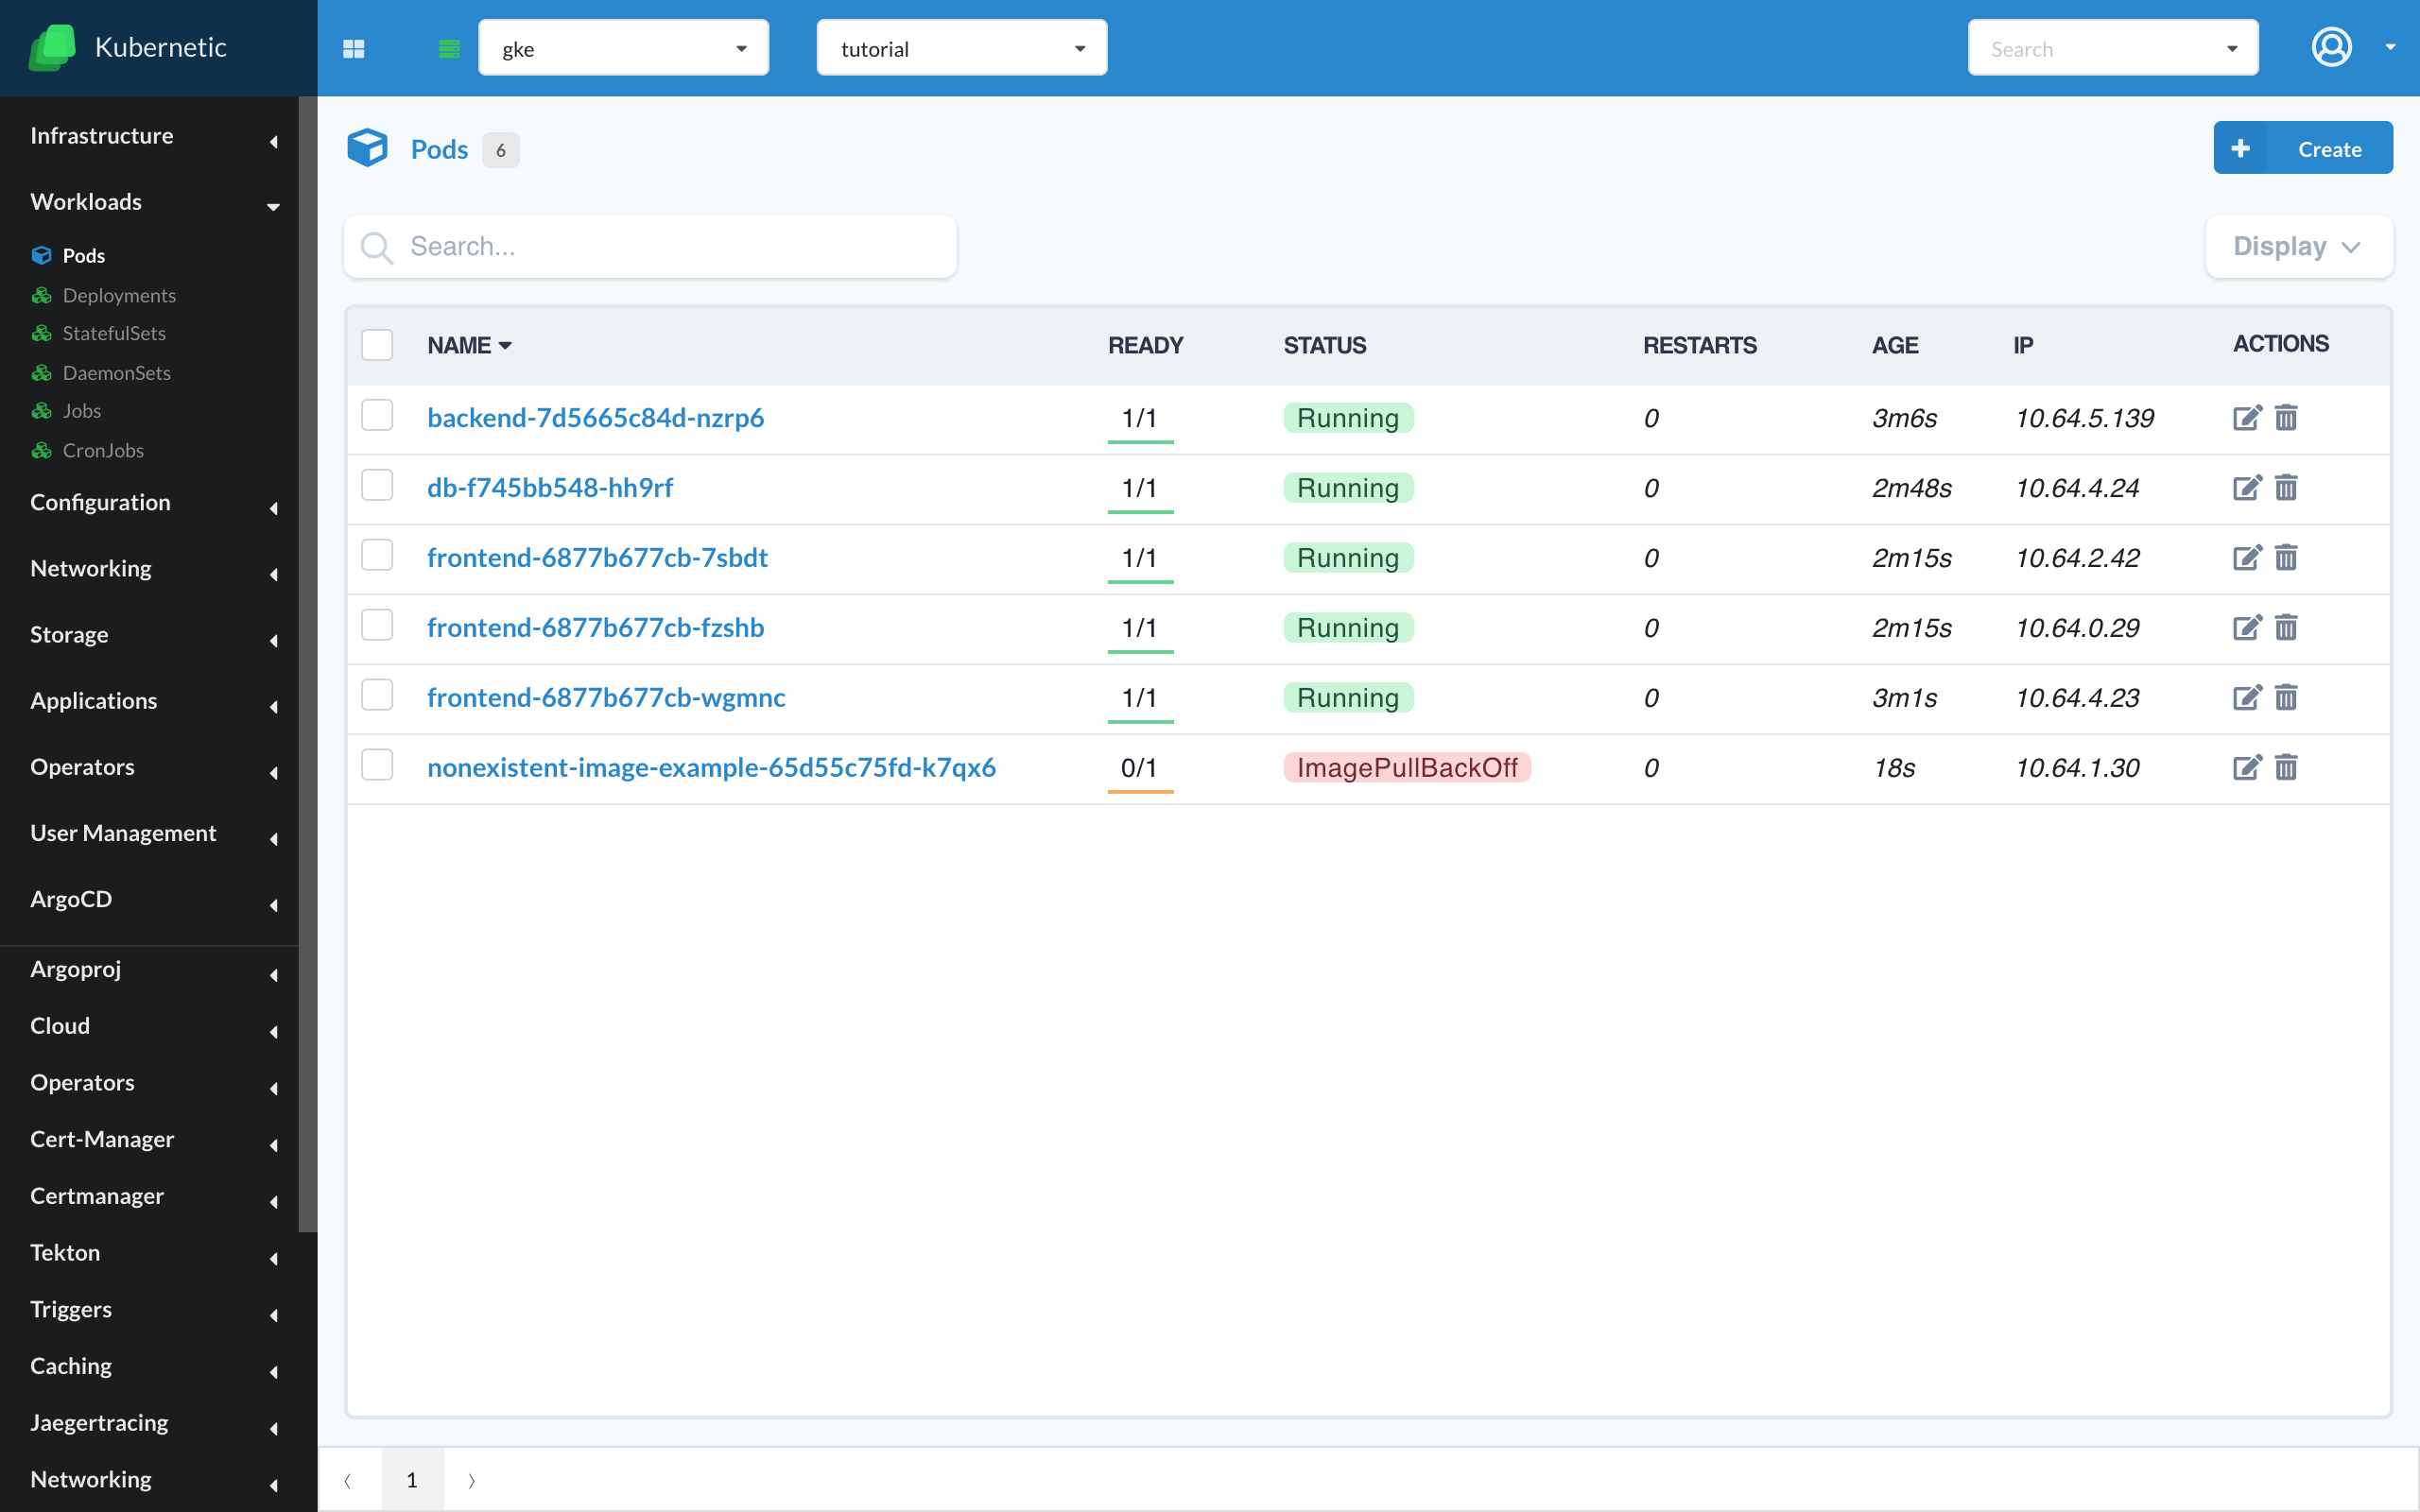 Kubernetic
gke
tutorial
Search
Infrastructure
Workloads
Pods
Deployments
StatefulSets
DaemonSets
Jobs
CronJobs
Configuration
Networking
Storage
Applications
Operators
User Management
ArgoCD
Argoproj
Cloud
Operators
Cert-Manager
Certmanager
Tekton
Triggers
Caching
Jaegertracing
Networking
Pods 6
Create
Search...
Display
NAME READY STATUS RESTARTS AGE IP ACTIONS
backend-7d5665c84d-nzrp6 1/1 Running 0 3m6s 10.64.5.139
db-f745bb548-hh9rf 1/1 Running 0 2m48s 10.64.4.24
frontend-6877b677cb-7sbdt 1/1 Running 0 2m15s 10.64.2.42
frontend-6877b677cb-fzshb 1/1 Running 0 2m15s 10.64.0.29
frontend-6877b677cb-wgmnc 1/1 Running 0 3m1s 10.64.4.23
nonexistent-image-example-65d55c75fd-k7qx6 0/1 ImagePullBackOff 0 18s 10.64.1.30
1